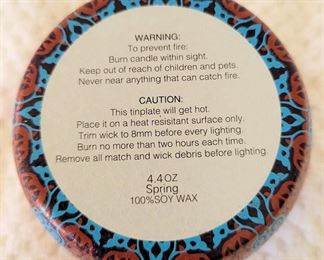 WARNING:
To prevent fire:
Burn candle within sight.
Keep out of reach of children and pets.
Never near anything that can catch fire.
CAUTION:
This tinplate will get hot.
Place it on a heat resisitant surface only.
Trim wick to 8mm before every lighting.
Burn no more than two hours each time.
Remove all match and wick debris before lighting.
4.4OZ
Spring
100%SOY WAX